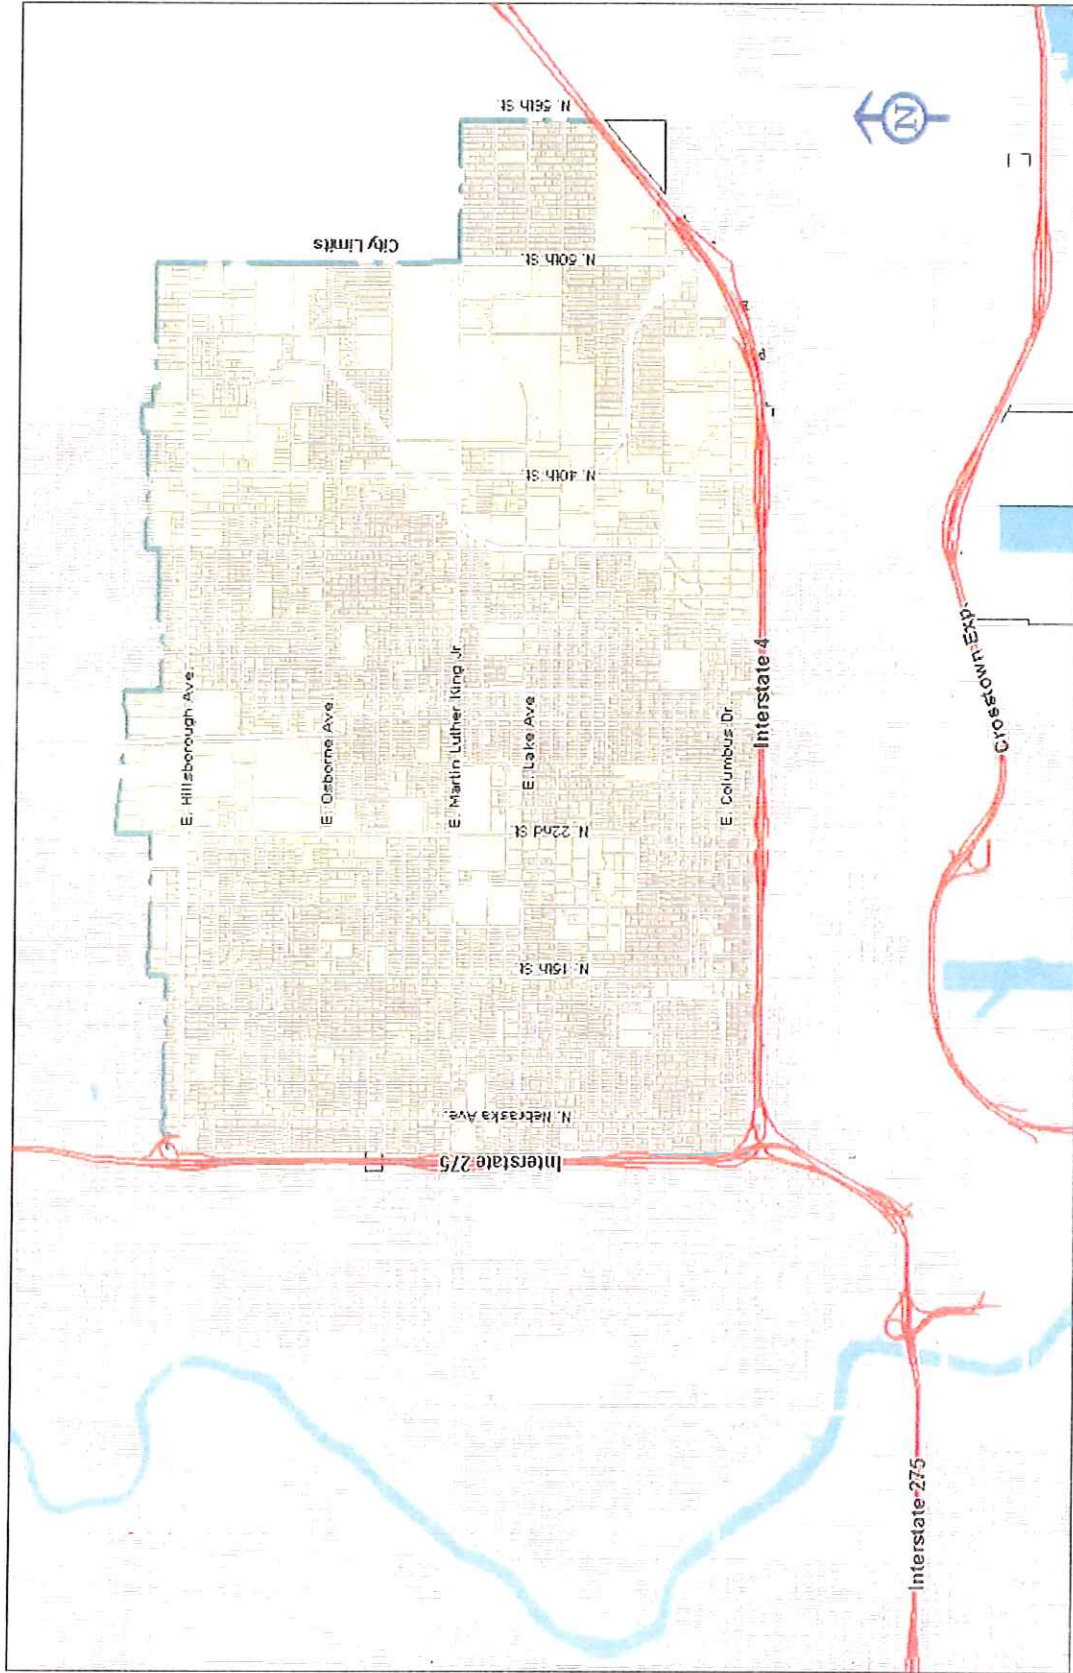 N. 56th St.
City Limits
N. 50th St.
N. 40th St.
E. Hillsborough Ave.
E. Osborne Ave.
E. Martin Luther King Jr.
E. Lake Ave.
E. Columbus Dr.
N. 22nd St.
N. 15th St.
N. Nebraska Ave.
Interstate 4
Interstate 275
Crosstown Exp.
Interstate 275
N